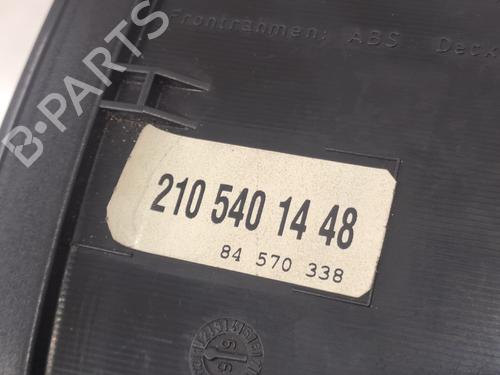 Frontrahmen: ABS Deck
B-PARTS
210 540 14 48
84 570 338